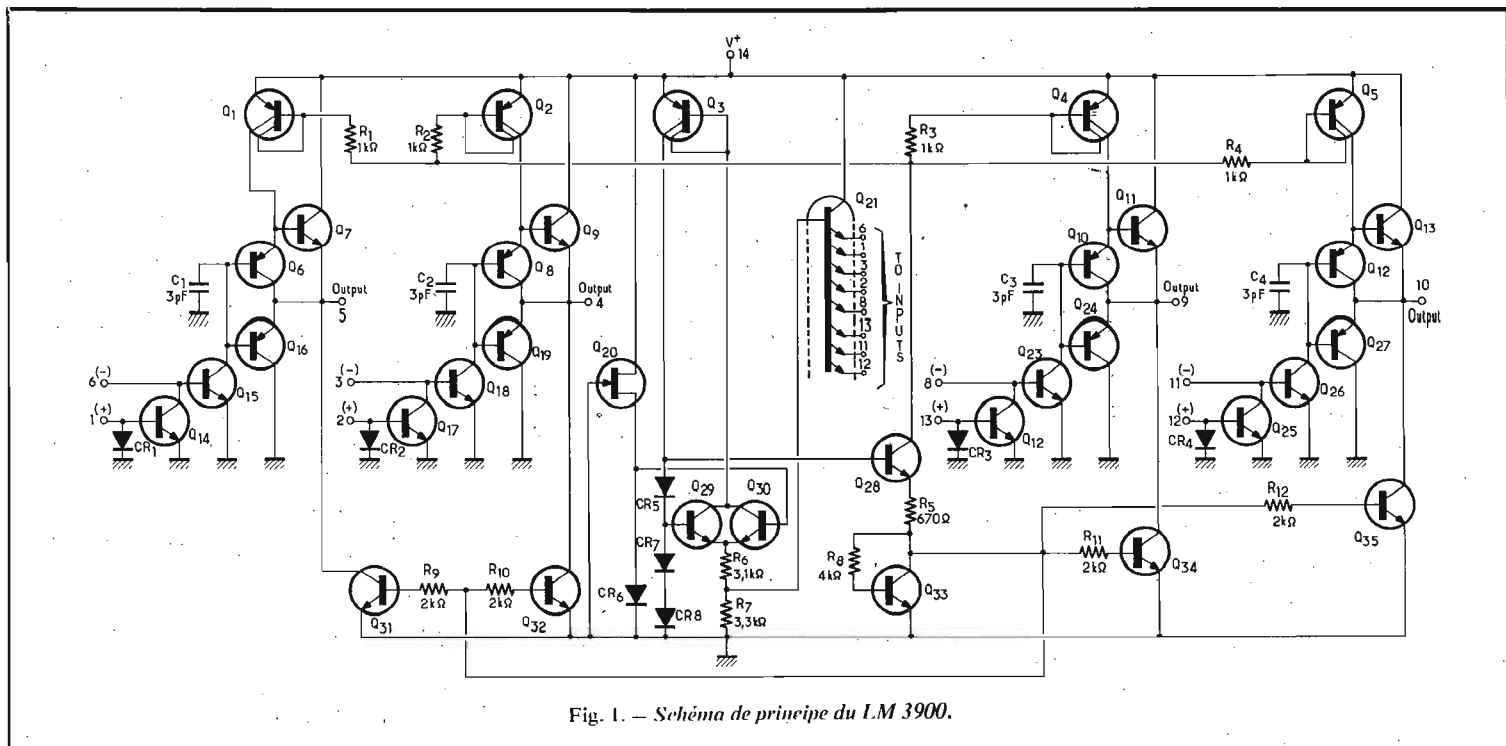 V+
14
Q1
R1
1kΩ
R2
1kΩ
Q2
Q3
R3
1kΩ
Q4
R4
1kΩ
Q5
Q7
Q9
Q21
6
1
3
2
8
13
11
12
TO INPUTS
Q11
Q13
Q6
C1
3pF
Output
5
Q8
C2
3pF
Output
4
Q10
C3
3pF
Output
9
Q12
C4
3pF
10
Output
Q16
Q19
Q20
Q24
Q27
6 (-)
Q15
1 (+)
Q14
CR1
3 (-)
Q18
2 (+)
Q17
CR2
8 (-)
Q23
13 (+)
Q12
CR3
11 (-)
Q26
12 (+)
Q25
CR4
Q28
CR5
Q29
Q30
R5
670Ω
R12
2kΩ
Q35
CR7
R6
3,1kΩ
R8
4kΩ
R11
2kΩ
Q34
R9
2kΩ
R10
2kΩ
CR6
CR8
R7
3,3kΩ
Q33
Q31
Q32
Fig. 1. — Schéma de principe du LM 3900.